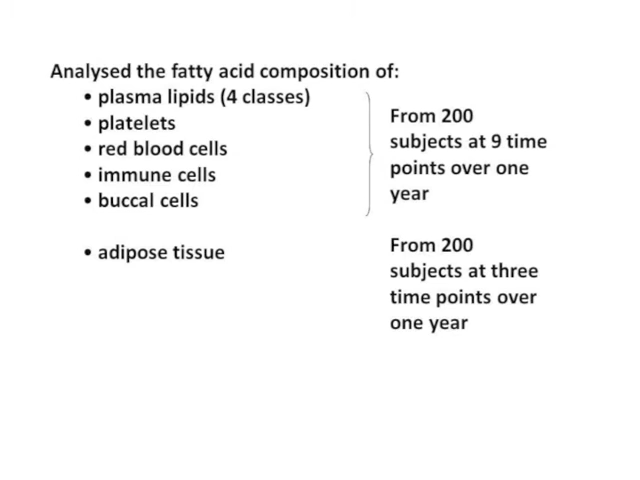 Analysed the fatty acid composition of:
• plasma lipids (4 classes)
• platelets
• red blood cells
• immune cells
• buccal cells
From 200
subjects at 9 time
points over one
year
• adipose tissue
From 200
subjects at three
time points over
one year